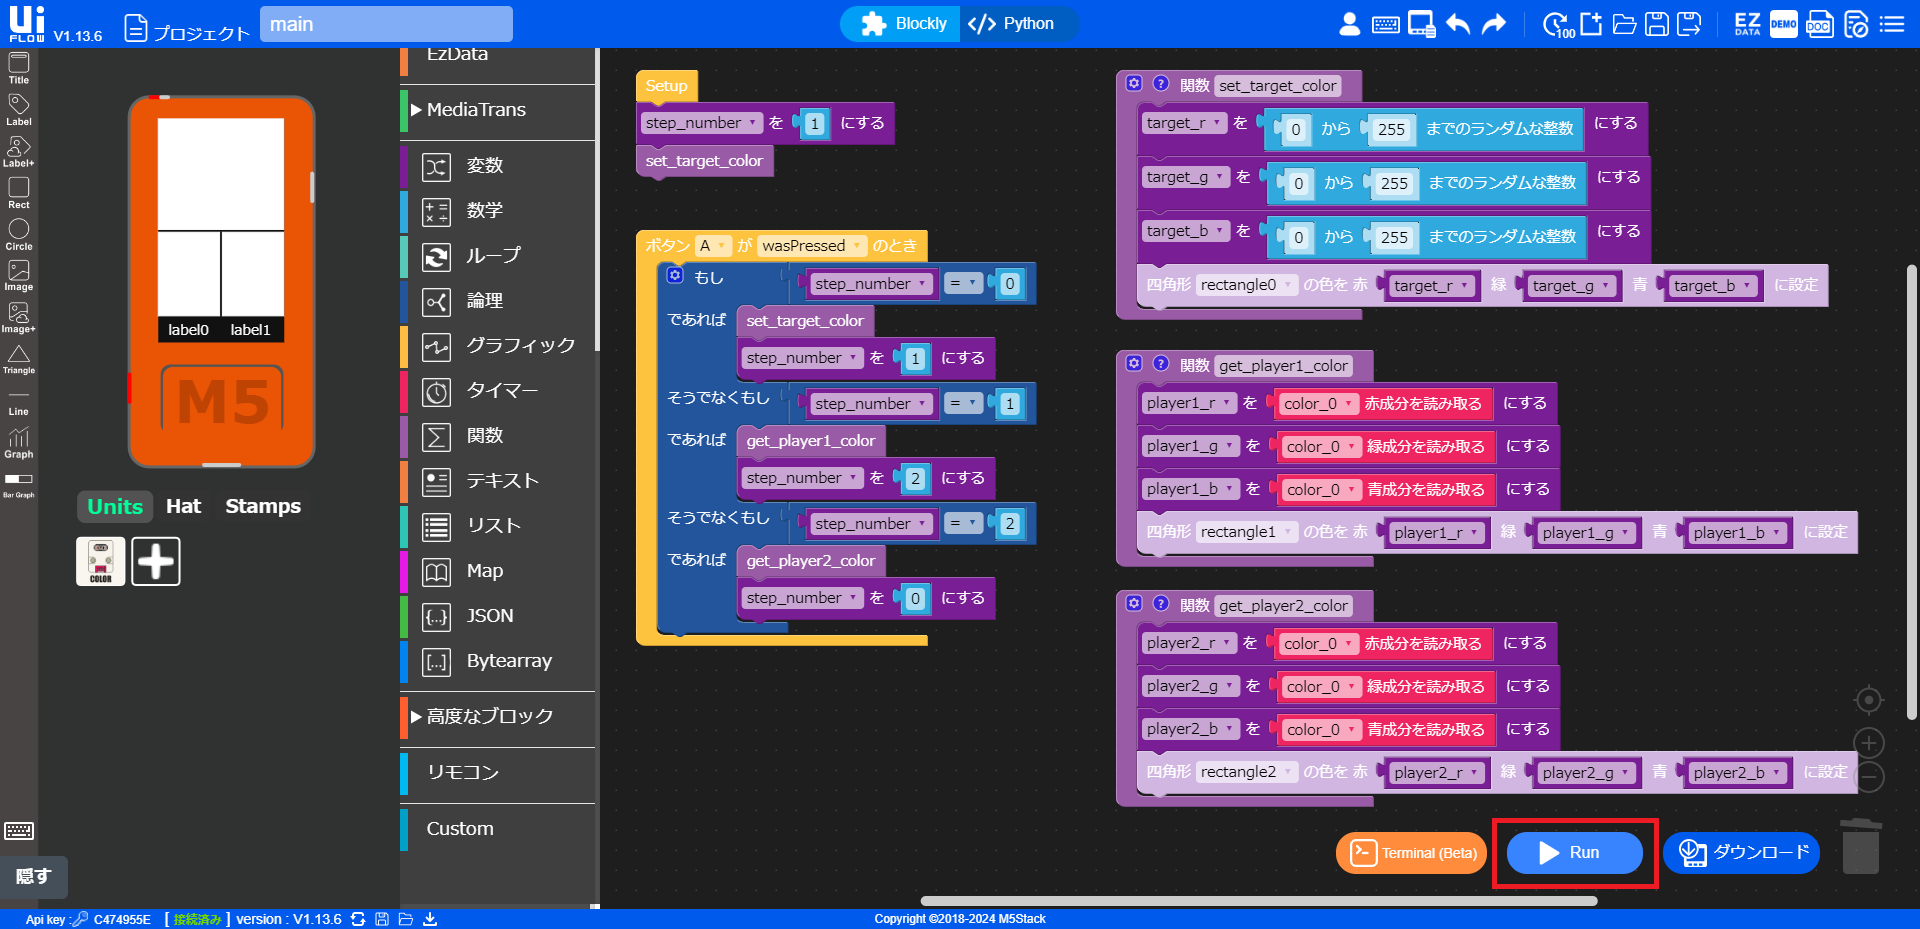 Ui FLOW V1.13.6 プロジェクト main Blockly </> Python 100 EZ DATA DEMO DOC
Title
Label
Label+
Rect
Circle
Image
Image+
Triangle
Line
Graph
Bar Graph
隠す
label0 label1
M5
Units Hat Stamps
COLOR
EzData
MediaTrans
変数
数学
ループ
論理
グラフィック
タイマー
関数
テキスト
リスト
Map
JSON
Bytearray
高度なブロック
リモコン
Custom
Setup
step_number を 1 にする
set_target_color
ボタン A が wasPressed のとき
もし step_number = 0
であれば set_target_color
step_number を 1 にする
そうでなくもし step_number = 1
であれば get_player1_color
step_number を 2 にする
そうでなくもし step_number = 2
であれば get_player2_color
step_number を 0 にする
? 関数 set_target_color
target_r を 0 から 255 までのランダムな整数 にする
target_g を 0 から 255 までのランダムな整数 にする
target_b を 0 から 255 までのランダムな整数 にする
四角形 rectangle0 の色を 赤 target_r 緑 target_g 青 target_b に設定
? 関数 get_player1_color
player1_r を color_0 赤成分を読み取る にする
player1_g を color_0 緑成分を読み取る にする
player1_b を color_0 青成分を読み取る にする
四角形 rectangle1 の色を 赤 player1_r 緑 player1_g 青 player1_b に設定
? 関数 get_player2_color
player2_r を color_0 赤成分を読み取る にする
player2_g を color_0 緑成分を読み取る にする
player2_b を color_0 青成分を読み取る にする
四角形 rectangle2 の色を 赤 player2_r 緑 player2_g 青 player2_b に設定
Terminal (Beta) Run ダウンロード
Api key : C474955E [ 接続済み ] version : V1.13.6 Copyright ©2018-2024 M5Stack